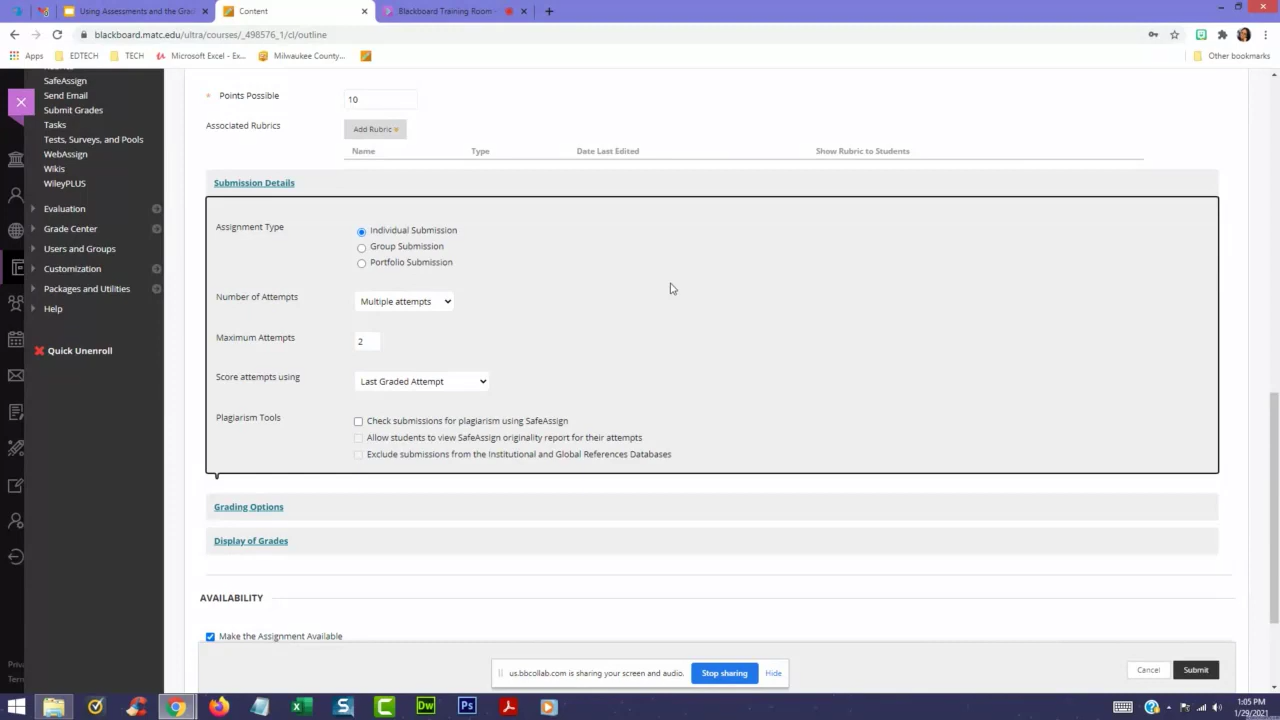 Using Assessments and the Grad
Content
Blackboard Training Room -
blackboard.matc.edu/ultra/courses/_498576_1/cl/outline
Apps
EDTECH
TECH
Microsoft Excel - Ex...
Milwaukee County,...
Other bookmarks
SafeAssign
Send Email
Submit Grades
Tasks
Tests, Surveys, and Pools
WebAssign
Wikis
WileyPLUS
Evaluation
Grade Center
Users and Groups
Customization
Packages and Utilities
Help
Quick Unenroll
Points Possible
10
Associated Rubrics
Add Rubric
Name Type Date Last Edited Show Rubric to Students
Submission Details
Assignment Type
Individual Submission
Group Submission
Portfolio Submission
Number of Attempts
Multiple attempts
Maximum Attempts
2
Score attempts using
Last Graded Attempt
Plagiarism Tools
Check submissions for plagiarism using SafeAssign
Allow students to view SafeAssign originality report for their attempts
Exclude submissions from the Institutional and Global References Databases
Grading Options
Display of Grades
AVAILABILITY
Make the Assignment Available
us.bbcollab.com is sharing your screen and audio.
Stop sharing
Hide
Cancel
Submit
Priva
Term
Dw
Ps
1:05 PM
1/29/2021